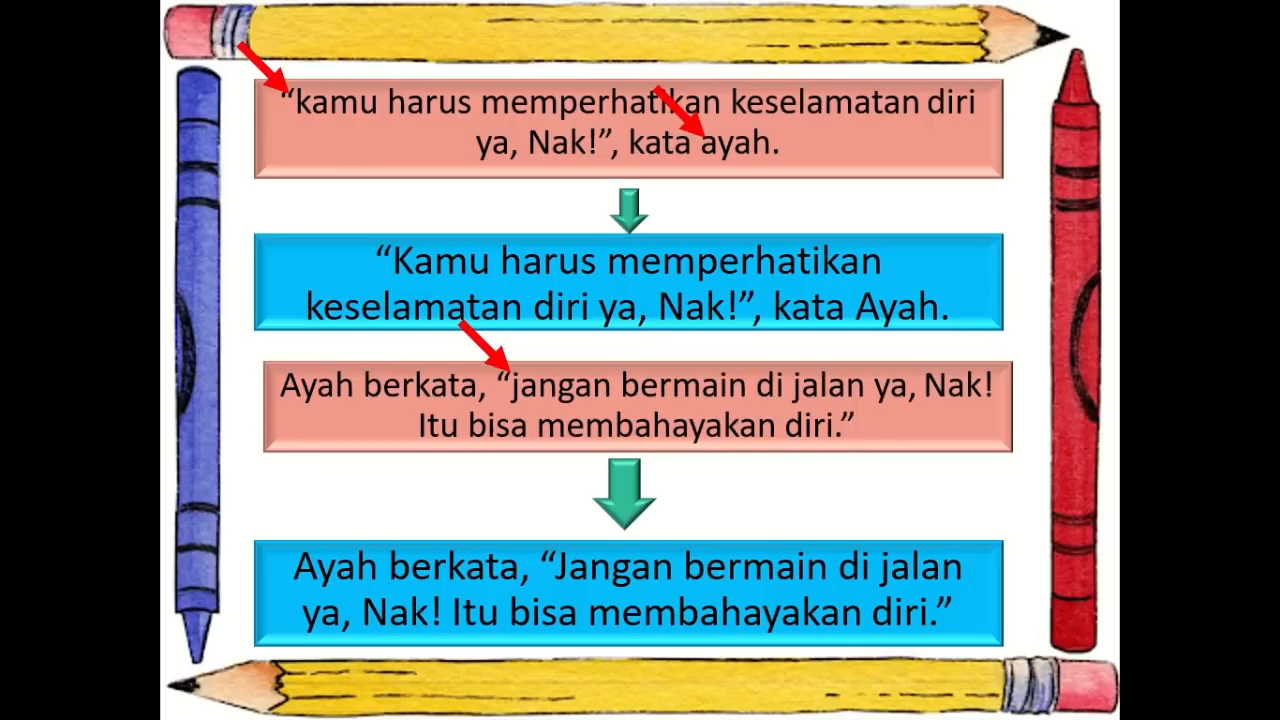 “kamu harus memperhatikan keselamatan diri
ya, Nak!”, kata ayah.
“Kamu harus memperhatikan
keselamatan diri ya, Nak!”, kata Ayah.
Ayah berkata, “jangan bermain di jalan ya, Nak!
Itu bisa membahayakan diri.”
Ayah berkata, “Jangan bermain di jalan
ya, Nak! Itu bisa membahayakan diri.”